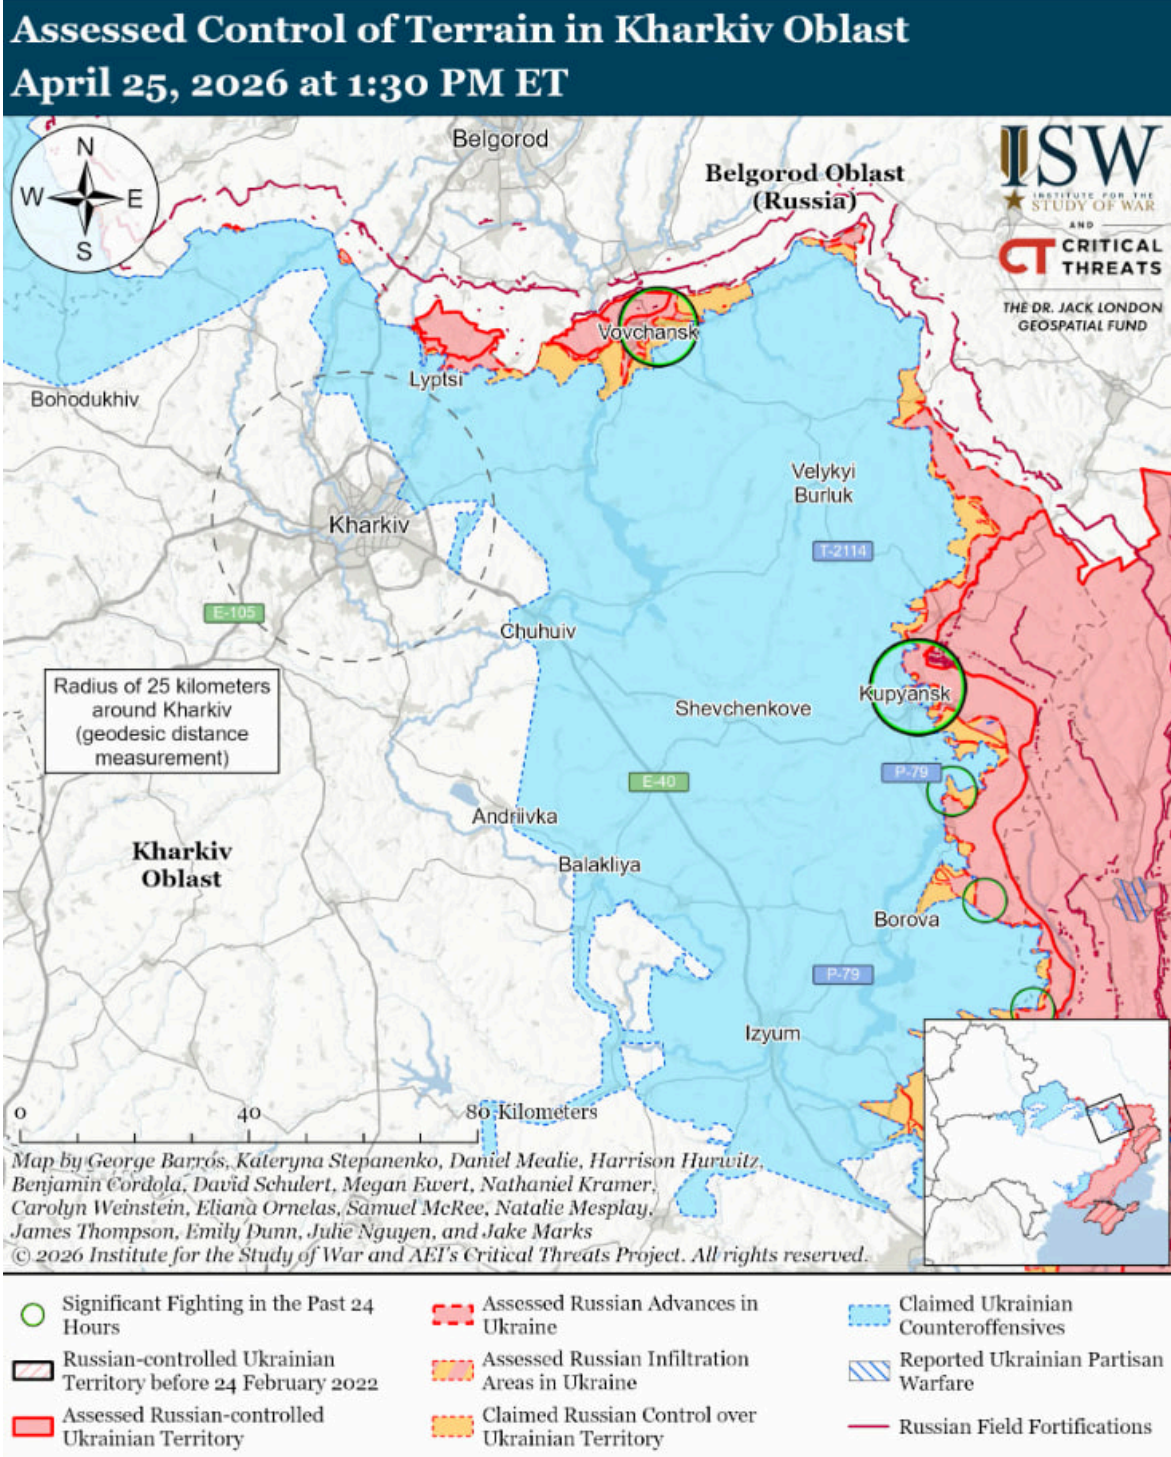 Assessed Control of Terrain in Kharkiv Oblast
April 25, 2026 at 1:30 PM ET
N
W
E
S
Belgorod
Belgorod Oblast
(Russia)
ISW
INSTITUTE FOR THE
STUDY OF WAR
AND
CT CRITICAL
THREATS
THE DR. JACK LONDON
GEOSPATIAL FUND
Vovchansk
Lyptsi
Bohodukhiv
Velykyi
Burluk
Kharkiv
T-2114
E-105
Chuhuiv
Radius of 25 kilometers
around Kharkiv
(geodesic distance
measurement)
Kupyansk
Shevchenkove
P-79
E-40
Andriivka
Kharkiv
Oblast
Balakliya
Borova
P-79
Izyum
0
40
80 Kilometers
Map by George Barros, Kateryna Stepanenko, Daniel Mealie, Harrison Hurwitz,
Benjamin Cordola, David Schulert, Megan Ewert, Nathaniel Kramer,
Carolyn Weinstein, Eliana Ornelas, Samuel McRee, Natalie Mesplay,
James Thompson, Emily Dunn, Julie Nguyen, and Jake Marks
© 2026 Institute for the Study of War and AEI's Critical Threats Project. All rights reserved.
Significant Fighting in the Past 24
Hours
Russian-controlled Ukrainian
Territory before 24 February 2022
Assessed Russian-controlled
Ukrainian Territory
Assessed Russian Advances in
Ukraine
Assessed Russian Infiltration
Areas in Ukraine
Claimed Russian Control over
Ukrainian Territory
Claimed Ukrainian
Counteroffensives
Reported Ukrainian Partisan
Warfare
Russian Field Fortifications